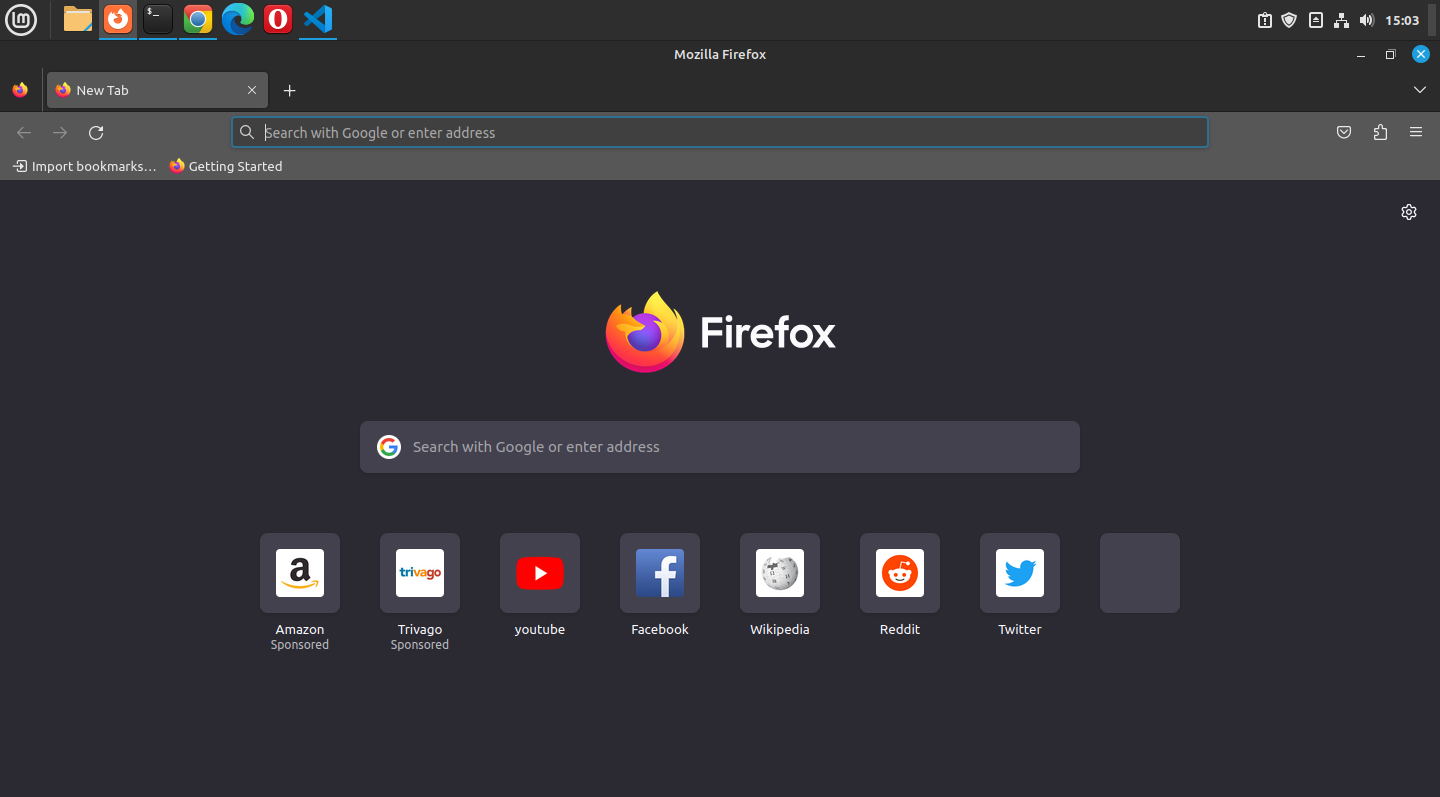 15:03
Mozilla Firefox
New Tab
Search with Google or enter address
Import bookmarks…
Getting Started
Firefox
Search with Google or enter address
Amazon
Sponsored
trivago
Trivago
Sponsored
youtube
Facebook
Wikipedia
Reddit
Twitter